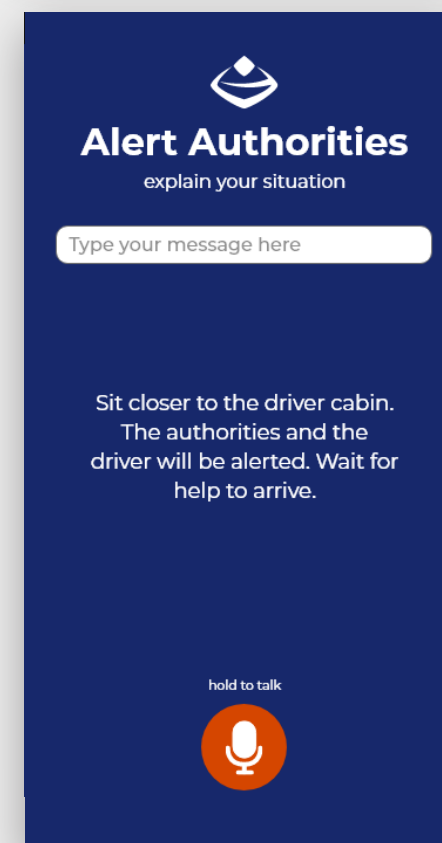 Alert Authorities
explain your situation
Type your message here
Sit closer to the driver cabin.
The authorities and the
driver will be alerted. Wait for
help to arrive.
hold to talk